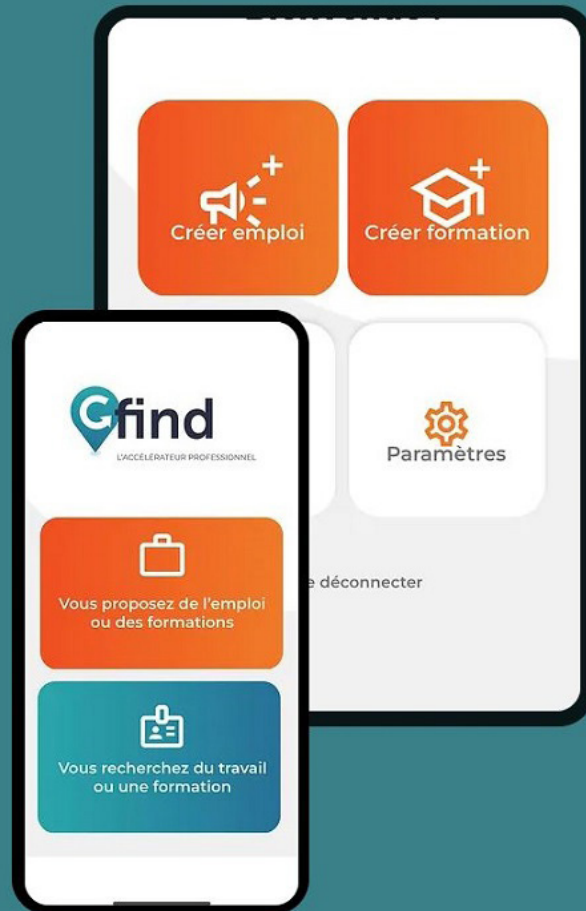 Créer emploi
Créer formation
Paramètres
déconnecter
Gfind
L'ACCÉLÉRATEUR PROFESSIONNEL
Vous proposez de l'emploi
ou des formations
Vous recherchez du travail
ou une formation